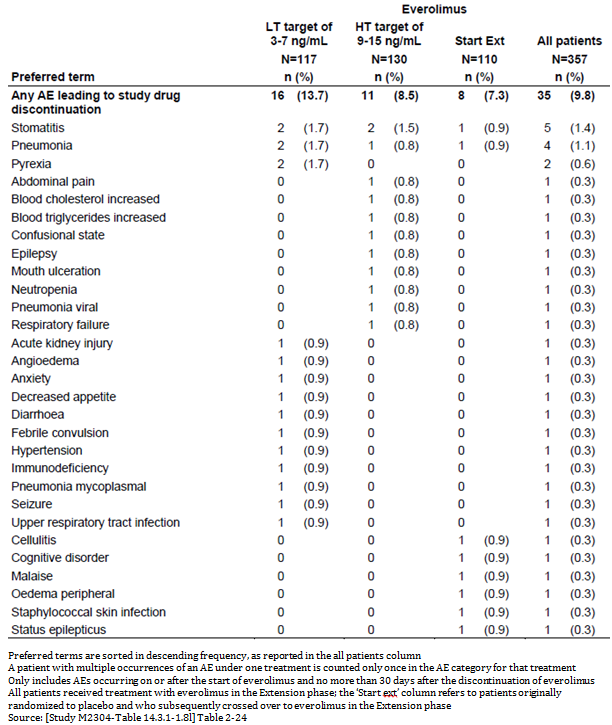 Everolimus
LT target of HT target of
3-7 ng/mL 9-15 ng/mL Start Ext All patients
N=117 N=130 N=110 N=357
Preferred term n (%) n (%) n (%) n (%)
Any AE leading to study drug 16 (13.7) 11 (8.5) 8 (7.3) 35 (9.8)
discontinuation
Stomatitis 2 (1.7) 2 (1.5) 1 (0.9) 5 (1.4)
Pneumonia 2 (1.7) 1 (0.8) 1 (0.9) 4 (1.1)
Pyrexia 2 (1.7) 0 0 2 (0.6)
Abdominal pain 0 1 (0.8) 0 1 (0.3)
Blood cholesterol increased 0 1 (0.8) 0 1 (0.3)
Blood triglycerides increased 0 1 (0.8) 0 1 (0.3)
Confusional state 0 1 (0.8) 0 1 (0.3)
Epilepsy 0 1 (0.8) 0 1 (0.3)
Mouth ulceration 0 1 (0.8) 0 1 (0.3)
Neutropenia 0 1 (0.8) 0 1 (0.3)
Pneumonia viral 0 1 (0.8) 0 1 (0.3)
Respiratory failure 0 1 (0.8) 0 1 (0.3)
Acute kidney injury 1 (0.9) 0 0 1 (0.3)
Angioedema 1 (0.9) 0 0 1 (0.3)
Anxiety 1 (0.9) 0 0 1 (0.3)
Decreased appetite 1 (0.9) 0 0 1 (0.3)
Diarrhoea 1 (0.9) 0 0 1 (0.3)
Febrile convulsion 1 (0.9) 0 0 1 (0.3)
Hypertension 1 (0.9) 0 0 1 (0.3)
Immunodeficiency 1 (0.9) 0 0 1 (0.3)
Pneumonia mycoplasmal 1 (0.9) 0 0 1 (0.3)
Seizure 1 (0.9) 0 0 1 (0.3)
Upper respiratory tract infection 1 (0.9) 0 0 1 (0.3)
Cellulitis 0 0 1 (0.9) 1 (0.3)
Cognitive disorder 0 0 1 (0.9) 1 (0.3)
Malaise 0 0 1 (0.9) 1 (0.3)
Oedema peripheral 0 0 1 (0.9) 1 (0.3)
Staphylococcal skin infection 0 0 1 (0.9) 1 (0.3)
Status epilepticus 0 0 1 (0.9) 1 (0.3)
Preferred terms are sorted in descending frequency, as reported in the all patients column
A patient with multiple occurrences of an AE under one treatment is counted only once in the AE category for that treatment
Only includes AEs occurring on or after the start of everolimus and no more than 30 days after the discontinuation of everolimus
All patients received treatment with everolimus in the Extension phase; the 'Start ext' column refers to patients originally
randomized to placebo and who subsequently crossed over to everolimus in the Extension phase
Source: [Study M2304-Table 14.3.1-1.8l] Table 2-24